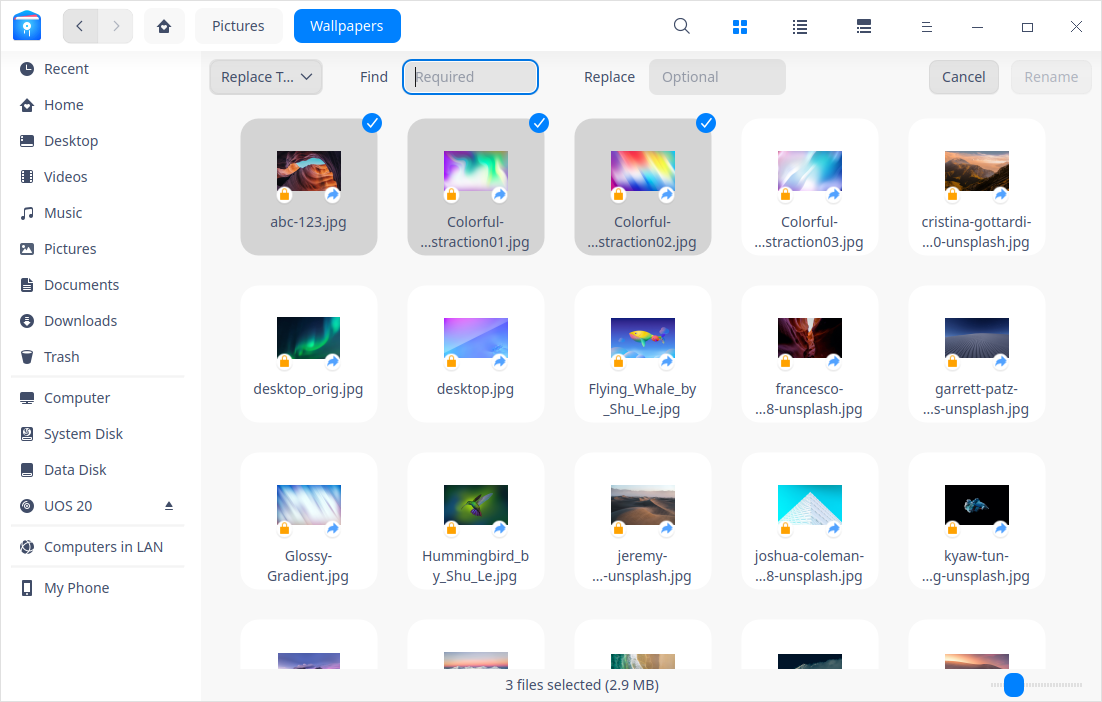 Pictures
Wallpapers
Recent
Home
Desktop
Videos
Music
Pictures
Documents
Downloads
Trash
Computer
System Disk
Data Disk
UOS 20
Computers in LAN
My Phone
Replace T...
Find
Required
Replace
Optional
Cancel
Rename
abc-123.jpg
Colorful-
...straction01.jpg
Colorful-
...straction02.jpg
Colorful-
...straction03.jpg
cristina-gottardi-
...0-unsplash.jpg
desktop_orig.jpg
desktop.jpg
Flying_Whale_by
_Shu_Le.jpg
francesco-
...8-unsplash.jpg
garrett-patz-
...s-unsplash.jpg
Glossy-
Gradient.jpg
Hummingbird_b
y_Shu_Le.jpg
jeremy-
...-unsplash.jpg
joshua-coleman-
...8-unsplash.jpg
kyaw-tun-
...g-unsplash.jpg
3 files selected (2.9 MB)